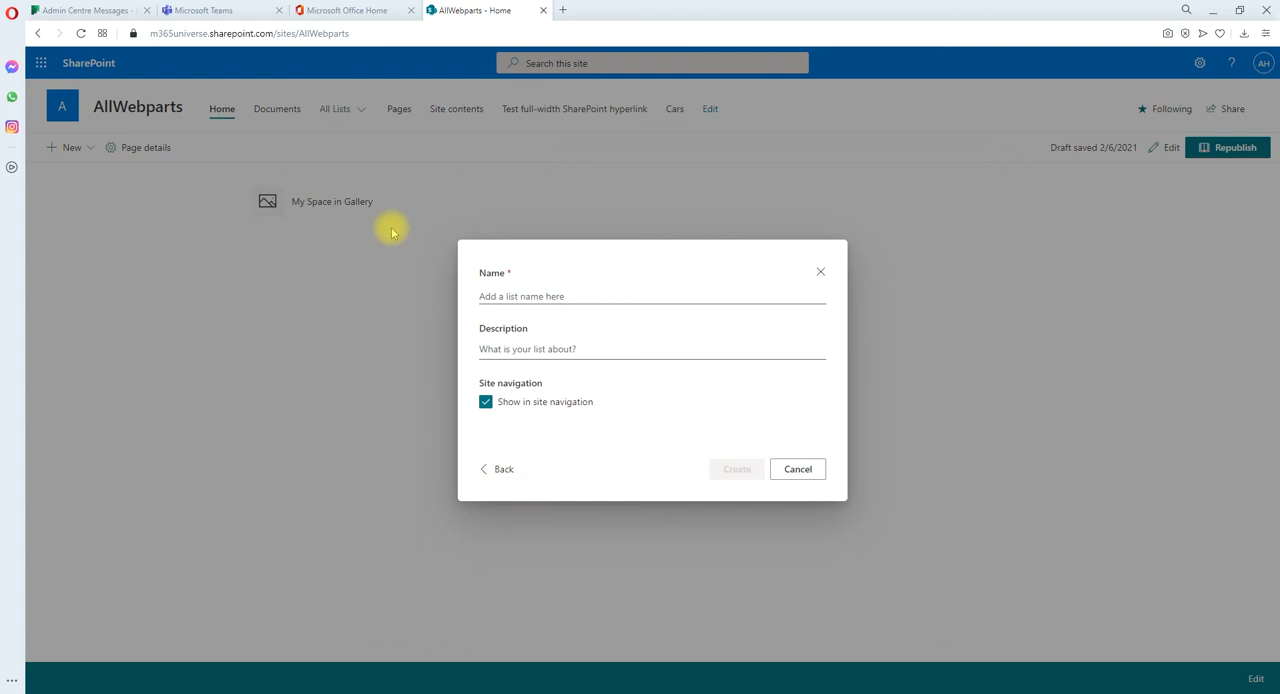 Admin Centre Messages -
Microsoft Teams
Microsoft Office Home
AllWebparts - Home
m365universe.sharepoint.com/sites/AllWebparts
SharePoint
Search this site
?
AH
A
AllWebparts
Home
Documents
All Lists
Pages
Site contents
Test full-width SharePoint hyperlink
Cars
Edit
Following
Share
New
Page details
Draft saved 2/6/2021
Edit
Republish
My Space in Gallery
Name *
Add a list name here
Description
What is your list about?
Site navigation
Show in site navigation
Back
Create
Cancel
Edit